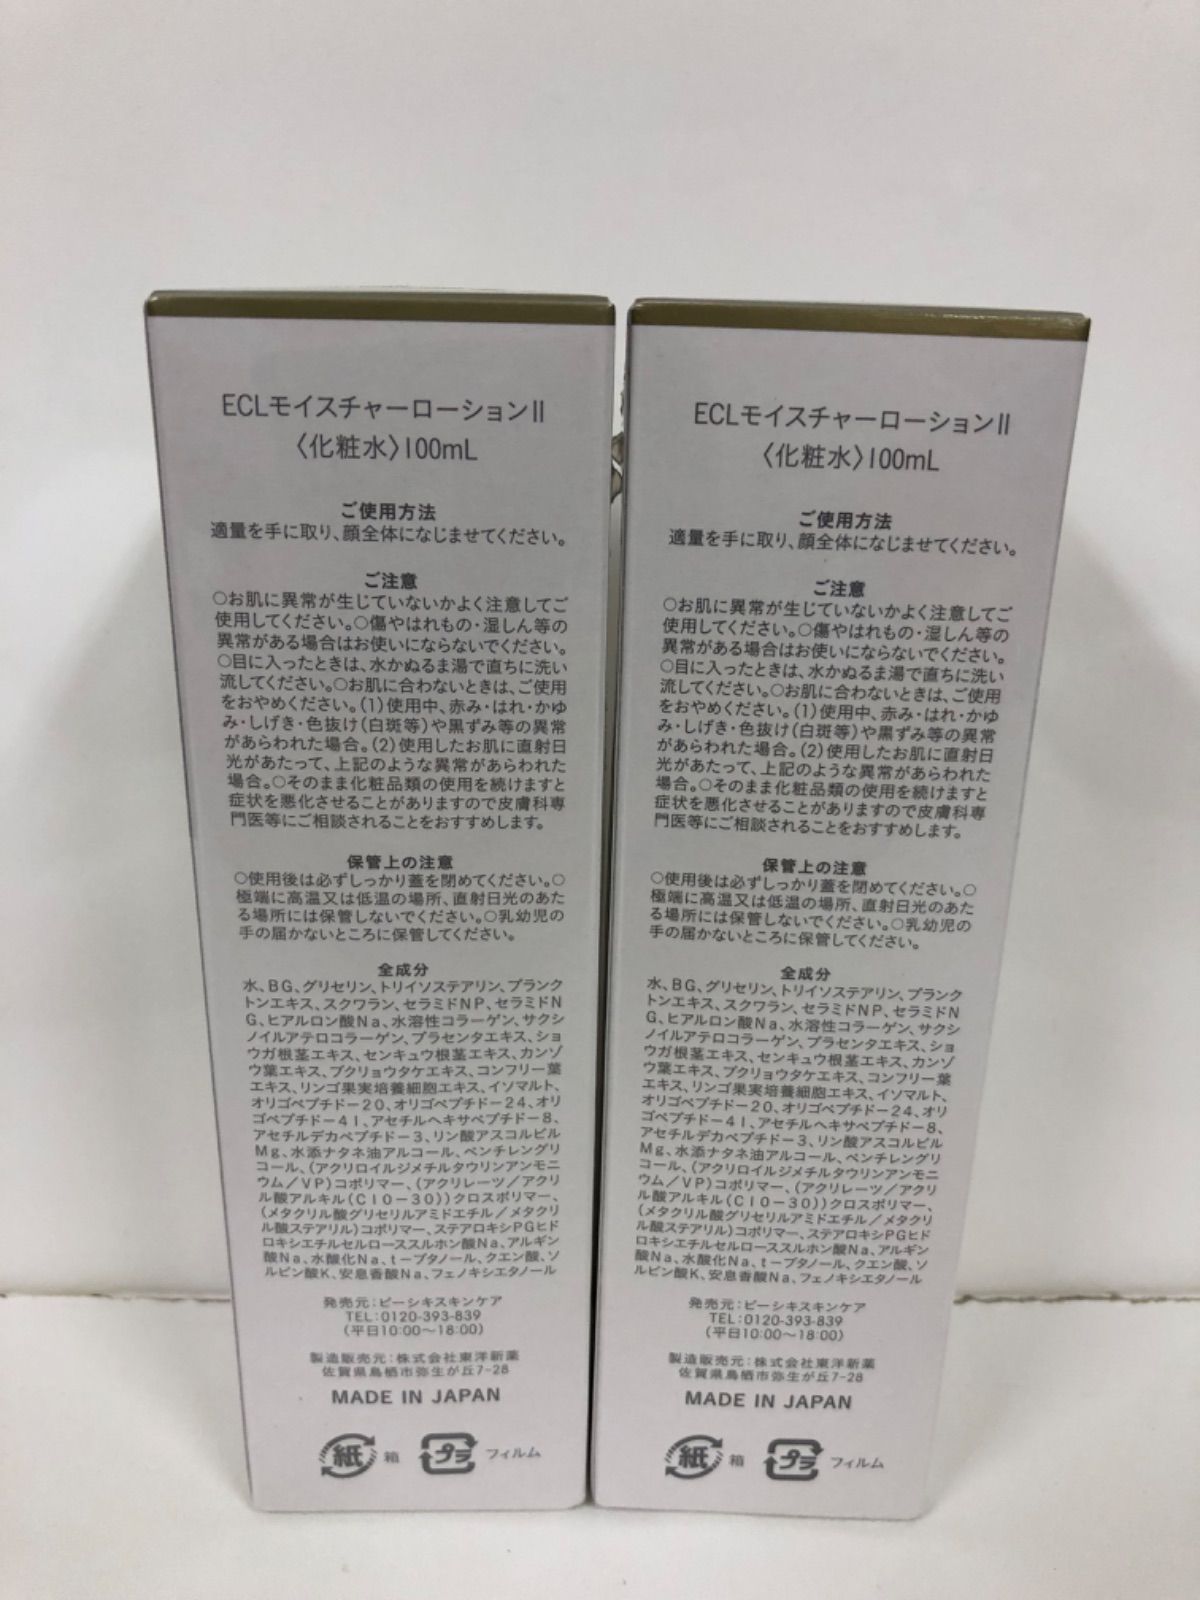 ECLモイスチャーローションII
〈化粧水〉100mL
ご使用方法
適量を手に取り、顔全体になじませてください。
ご注意
○お肌に異常が生じていないかよく注意してご
使用してください。○傷やはれもの・湿しん等の
異常がある場合はお使いにならないでください。
○目に入ったときは、水かぬるま湯で直ちに洗い
流してください。○お肌に合わないときは、ご使用
をおやめください。(1)使用中、赤み・はれ・かゆ
み・しげき・色抜け(白斑等)や黒ずみ等の異常
があらわれた場合。(2)使用したお肌に直射日
光があたって、上記のような異常があらわれた
場合。○そのまま化粧品類の使用を続けますと
症状を悪化させることがありますので皮膚科専
門医等にご相談されることをおすすめします。
保管上の注意
○使用後は必ずしっかり蓋を閉めてください。○
極端に高温又は低温の場所、直射日光のあた
る場所には保管しないでください。○乳幼児の
手の届かないところに保管してください。
全成分
水、BG、グリセリン、トリイソステアリン、プランク
トンエキス、スクワラン、セラミドNP、セラミドN
G、ヒアルロン酸Na、水溶性コラーゲン、サクシ
ノイルアテロコラーゲン、プラセンタエキス、ショ
ウガ根茎エキス、センキュウ根茎エキス、カンゾ
ウ葉エキス、ブクリョウタケエキス、コンフリー葉
エキス、リンゴ果実培養細胞エキス、イソマルト、
オリゴペプチドー20、オリゴペプチドー24、オリ
ゴペプチドー41、アセチルヘキサペプチドー8、
アセチルデカペプチドー3、リン酸アスコルビル
Mg、水添ナタネ油アルコール、ペンチレングリ
コール、(アクリロイルジメチルタウリンアンモニ
ウム/VP)コポリマー、(アクリレーツ/アクリ
ル酸アルキル(C10-30))クロスポリマー、
(メタクリル酸グリセリルアミドエチル/メタクリ
ル酸ステアリル)コポリマー、ステアロキシPGヒド
ロキシエチルセルローススルホン酸Na、アルギン
酸Na、水酸化Na、t-ブタノール、クエン酸、ソ
ルビン酸K、安息香酸Na、フェノキシエタノール
発売元:ビーシキスキンケア
TEL:0120-393-839
(平日10:00～18:00)
製造販売元:株式会社東洋新薬
佐賀県鳥栖市弥生が丘7-28
MADE IN JAPAN
紙 箱 プラ フィルム
ECLモイスチャーローションII
〈化粧水〉100mL
ご使用方法
適量を手に取り、顔全体になじませてください。
ご注意
○お肌に異常が生じていないかよく注意してご
使用してください。○傷やはれもの・湿しん等の
異常がある場合はお使いにならないでください。
○目に入ったときは、水かぬるま湯で直ちに洗い
流してください。○お肌に合わないときは、ご使用
をおやめください。(1)使用中、赤み・はれ・かゆ
み・しげき・色抜け(白斑等)や黒ずみ等の異常
があらわれた場合。(2)使用したお肌に直射日
光があたって、上記のような異常があらわれた
場合。○そのまま化粧品類の使用を続けますと
症状を悪化させることがありますので皮膚科専
門医等にご相談されることをおすすめします。
保管上の注意
○使用後は必ずしっかり蓋を閉めてください。○
極端に高温又は低温の場所、直射日光のあた
る場所には保管しないでください。○乳幼児の
手の届かないところに保管してください。
全成分
水、BG、グリセリン、トリイソステアリン、プランク
トンエキス、スクワラン、セラミドNP、セラミドN
G、ヒアルロン酸Na、水溶性コラーゲン、サクシ
ノイルアテロコラーゲン、プラセンタエキス、ショ
ウガ根茎エキス、センキュウ根茎エキス、カンゾ
ウ葉エキス、ブクリョウタケエキス、コンフリー葉
エキス、リンゴ果実培養細胞エキス、イソマルト、
オリゴペプチドー20、オリゴペプチドー24、オリ
ゴペプチドー41、アセチルヘキサペプチドー8、
アセチルデカペプチドー3、リン酸アスコルビル
Mg、水添ナタネ油アルコール、ペンチレングリ
コール、(アクリロイルジメチルタウリンアンモニ
ウム/VP)コポリマー、(アクリレーツ/アクリ
ル酸アルキル(C10-30))クロスポリマー、
(メタクリル酸グリセリルアミドエチル/メタクリ
ル酸ステアリル)コポリマー、ステアロキシPGヒド
ロキシエチルセルローススルホン酸Na、アルギン
酸Na、水酸化Na、t-ブタノール、クエン酸、ソ
ルビン酸K、安息香酸Na、フェノキシエタノール
発売元:ビーシキスキンケア
TEL:0120-393-839
(平日10:00～18:00)
製造販売元:株式会社東洋新薬
佐賀県鳥栖市弥生が丘7-28
MADE IN JAPAN
紙 箱 プラ フィルム